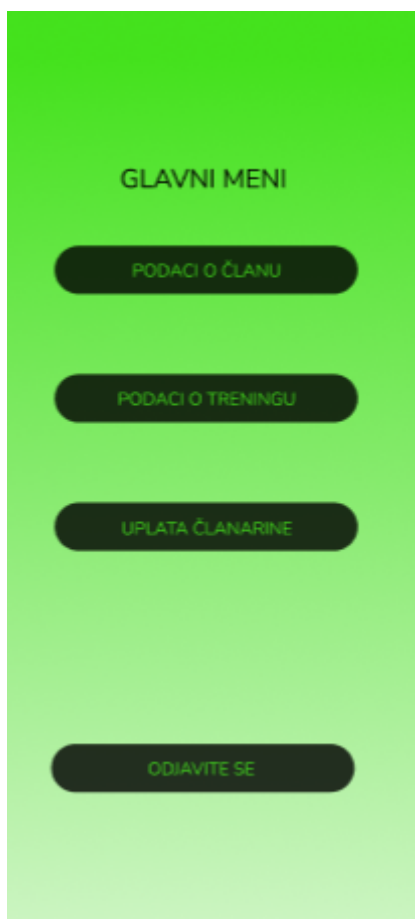 GLAVNI MENI
PODACI O ČLANU
PODACI O TRENINGU
UPLATA ČLANARINE
ODJAVITE SE